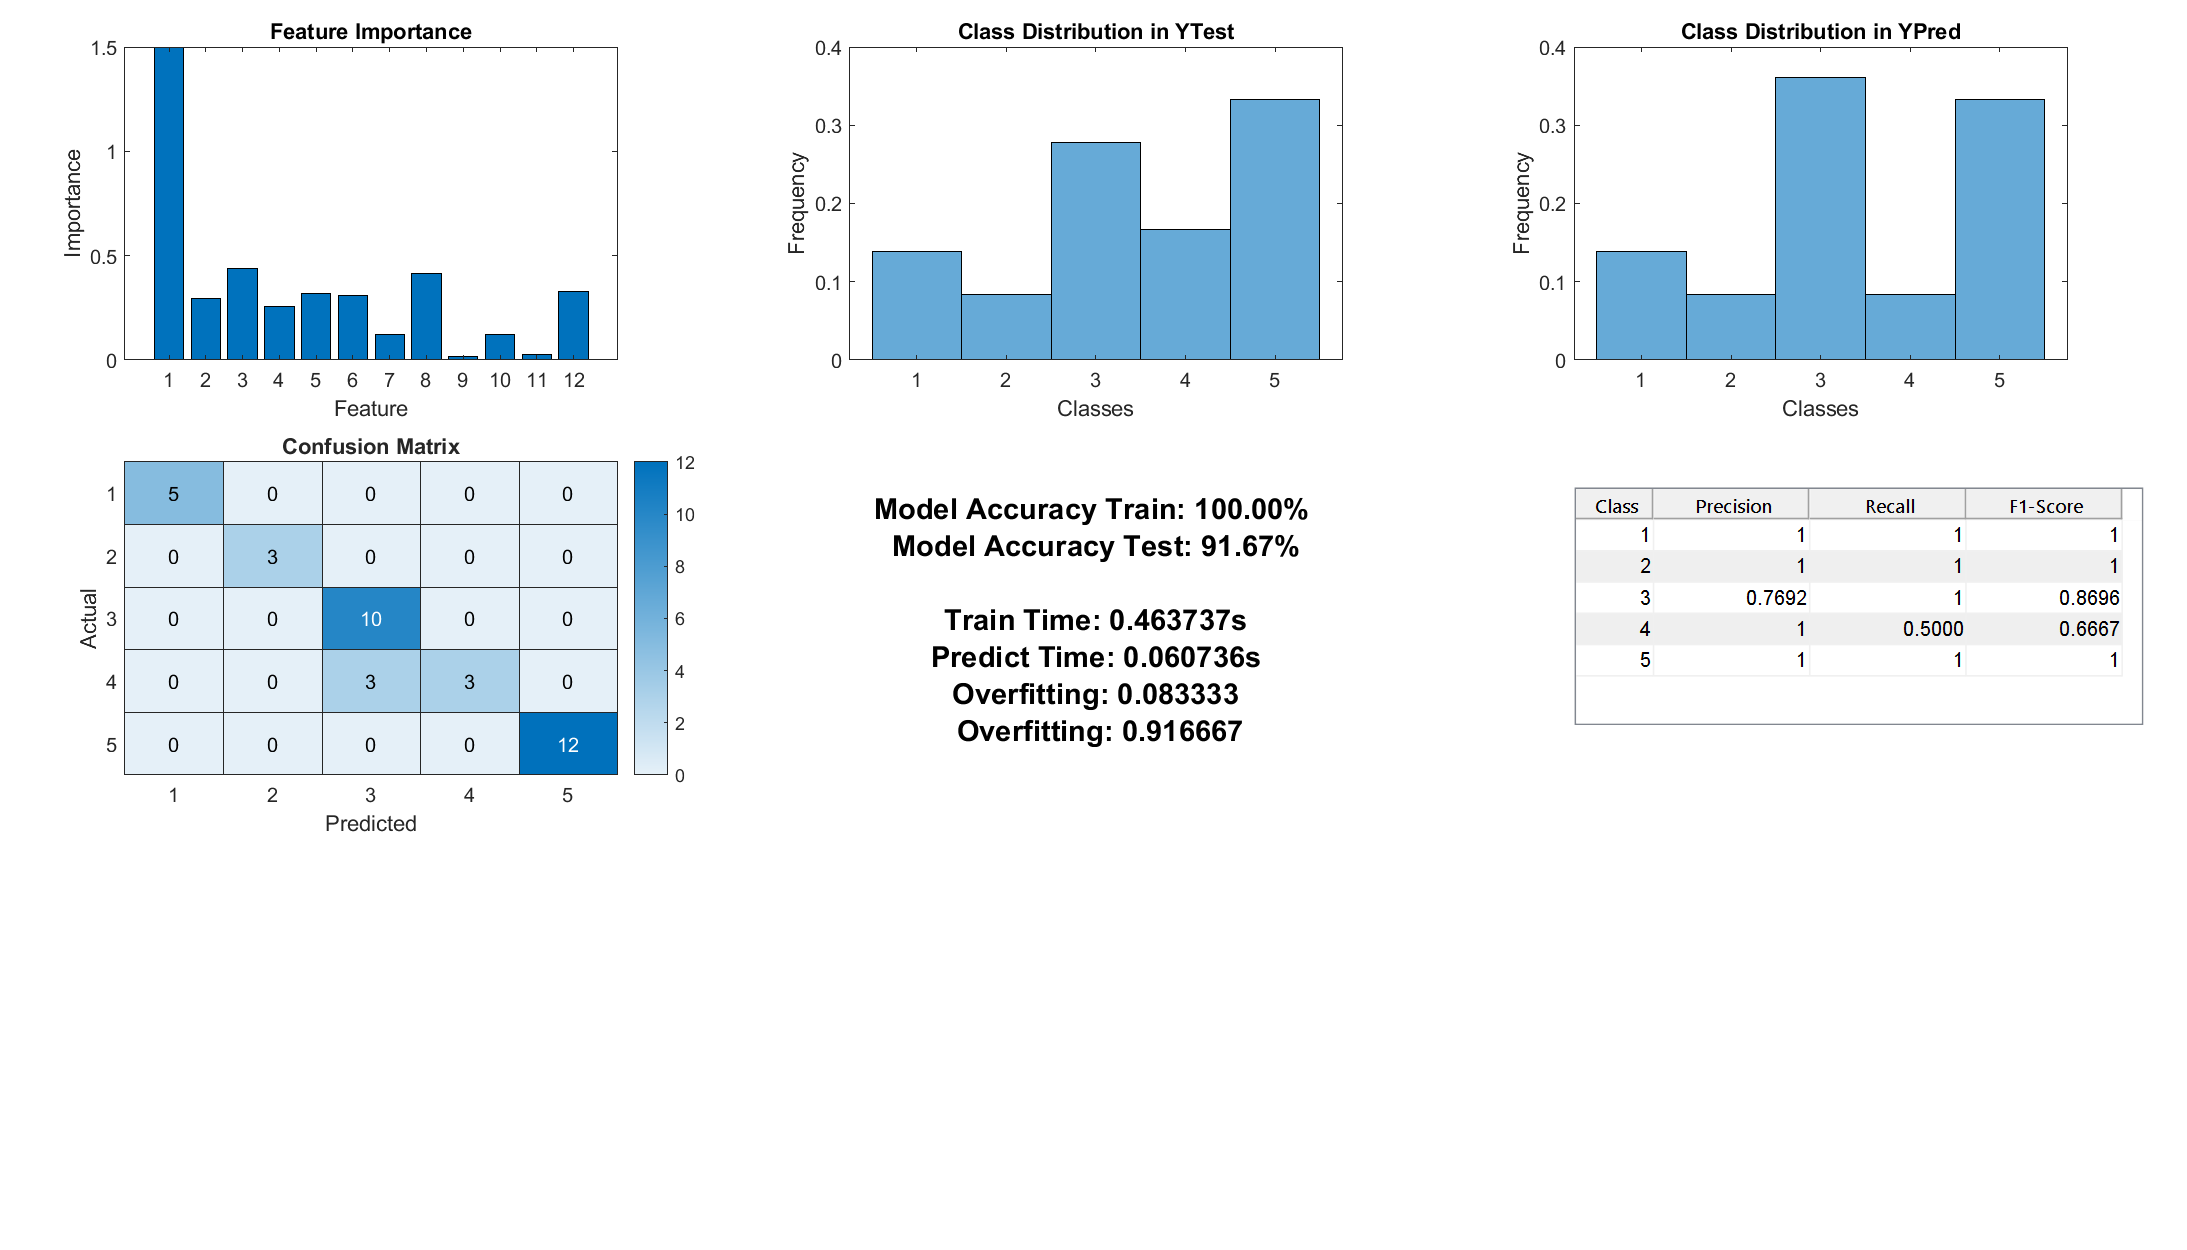 Feature Importance
1.5
1
0.5
0
Importance
1 2 3 4 5 6 7 8 9 10 11 12
Feature
Class Distribution in YTest
0.4
0.3
0.2
0.1
0
Frequency
1 2 3 4 5
Classes
Class Distribution in YPred
0.4
0.3
0.2
0.1
0
Frequency
1 2 3 4 5
Classes
Confusion Matrix
Actual
1 5 0 0 0 0
2 0 3 0 0 0
3 0 0 10 0 0
4 0 0 3 3 0
5 0 0 0 0 12
1 2 3 4 5
Predicted
12
10
8
6
4
2
0
Model Accuracy Train: 100.00%
Model Accuracy Test: 91.67%
Train Time: 0.463737s
Predict Time: 0.060736s
Overfitting: 0.083333
Overfitting: 0.916667
Class Precision Recall F1-Score
1 1 1 1
2 1 1 1
3 0.7692 1 0.8696
4 1 0.5000 0.6667
5 1 1 1